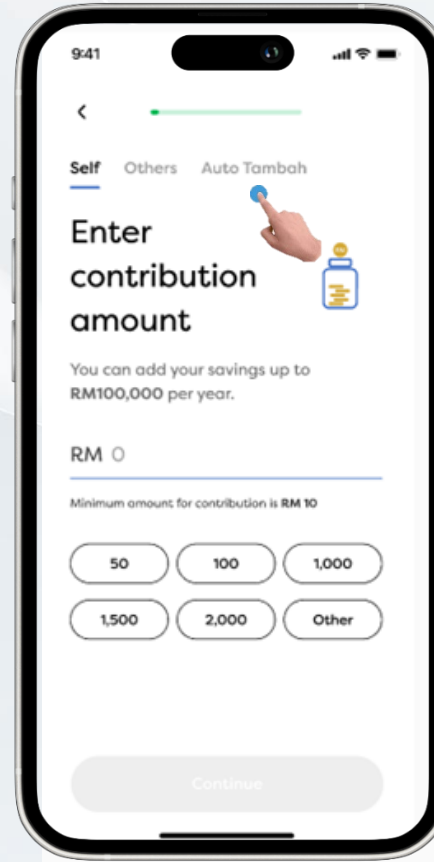 9:41
Self Others Auto Tambah
Enter
contribution
amount
You can add your savings up to
RM100,000 per year.
RM 0
Minimum amount for contribution is RM 10
50 100 1,000
1,500 2,000 Other
Continue